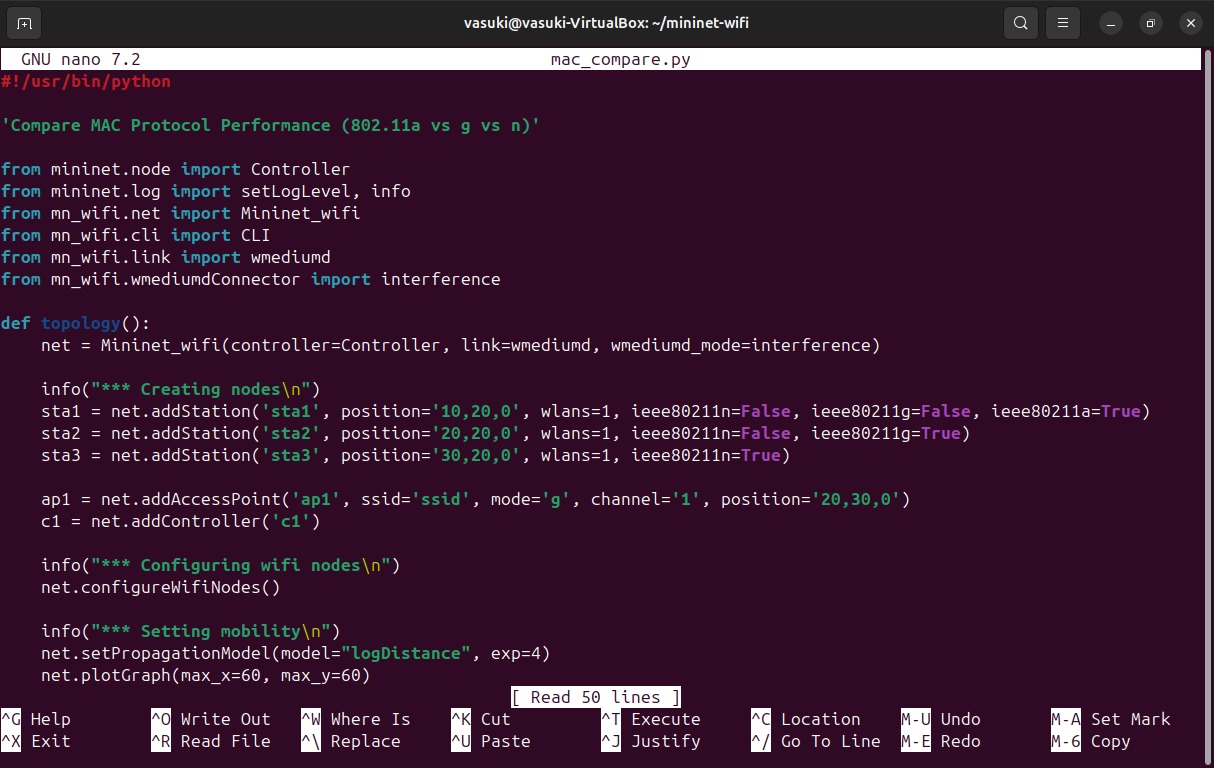 vasuki@vasuki-VirtualBox: ~/mininet-wifi
GNU nano 7.2 mac_compare.py
#!/usr/bin/python
'Compare MAC Protocol Performance (802.11a vs g vs n)'
from mininet.node import Controller
from mininet.log import setLogLevel, info
from mn_wifi.net import Mininet_wifi
from mn_wifi.cli import CLI
from mn_wifi.link import wmediumd
from mn_wifi.wmediumdConnector import interference
def topology():
    net = Mininet_wifi(controller=Controller, link=wmediumd, wmediumd_mode=interference)
    info("*** Creating nodes\n")
    sta1 = net.addStation('sta1', position='10,20,0', wlans=1, ieee80211n=False, ieee80211g=False, ieee80211a=True)
    sta2 = net.addStation('sta2', position='20,20,0', wlans=1, ieee80211n=False, ieee80211g=True)
    sta3 = net.addStation('sta3', position='30,20,0', wlans=1, ieee80211n=True)
    ap1 = net.addAccessPoint('ap1', ssid='ssid', mode='g', channel='1', position='20,30,0')
    c1 = net.addController('c1')
    info("*** Configuring wifi nodes\n")
    net.configureWifiNodes()
    info("*** Setting mobility\n")
    net.setPropagationModel(model="logDistance", exp=4)
    net.plotGraph(max_x=60, max_y=60)
[ Read 50 lines ]
^G Help ^O Write Out ^W Where Is ^K Cut ^T Execute ^C Location M-U Undo M-A Set Mark
^X Exit ^R Read File ^\ Replace ^U Paste ^J Justify ^/ Go To Line M-E Redo M-6 Copy